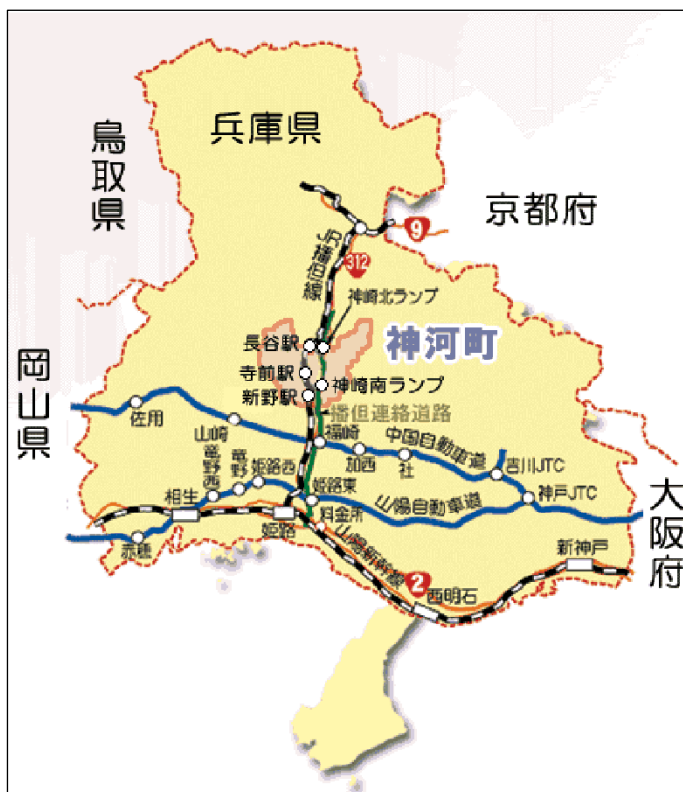 兵庫県
鳥取県
京都府
9
JR播但線
312
神崎北ランプ
長谷駅
神河町
寺前駅
神崎南ランプ
新野駅
岡山県
播但連絡道路
佐用
山崎
福崎
中国自動車道
加西
社
吉川JTC
竜野西
竜野
姫路西
相生
姫路東
山陽自動車道
神戸JTC
料金所
大阪府
赤穂
姫路
山陽新幹線
新神戸
2
西明石